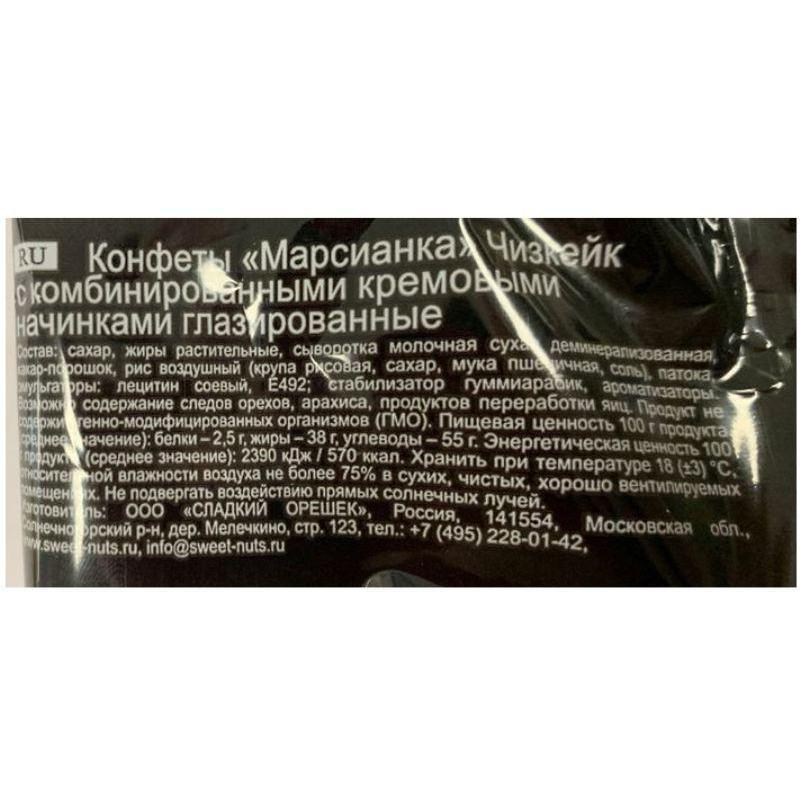 RU Конфеты «Марсианка» Чизкейк
с комбинированными кремовыми
начинками глазированные
Состав: сахар, жиры растительные, сыворотка молочная сухая деминерализованная,
какао-порошок, рис воздушный (крупа рисовая, сахар, мука пшеничная, соль), патока,
эмульгаторы: лецитин соевый, Е492; стабилизатор гуммиарабик, ароматизаторы.
Возможно содержание следов орехов, арахиса, продуктов переработки яиц. Продукт не
содержит генно-модифицированных организмов (ГМО). Пищевая ценность 100 г продукта
(среднее значение): белки – 2,5 г, жиры – 38 г, углеводы – 55 г. Энергетическая ценность 100
г продукта (среднее значение): 2390 кДж / 570 ккал. Хранить при температуре 18 (±3) °С,
относительной влажности воздуха не более 75% в сухих, чистых, хорошо вентилируемых
помещениях. Не подвергать воздействию прямых солнечных лучей.
Изготовитель: ООО «СЛАДКИЙ ОРЕШЕК», Россия, 141554, Московская обл.,
Солнечногорский р-н, дер. Мелечкино, стр. 123, тел.: +7 (495) 228-01-42,
www.sweet-nuts.ru, info@sweet-nuts.ru